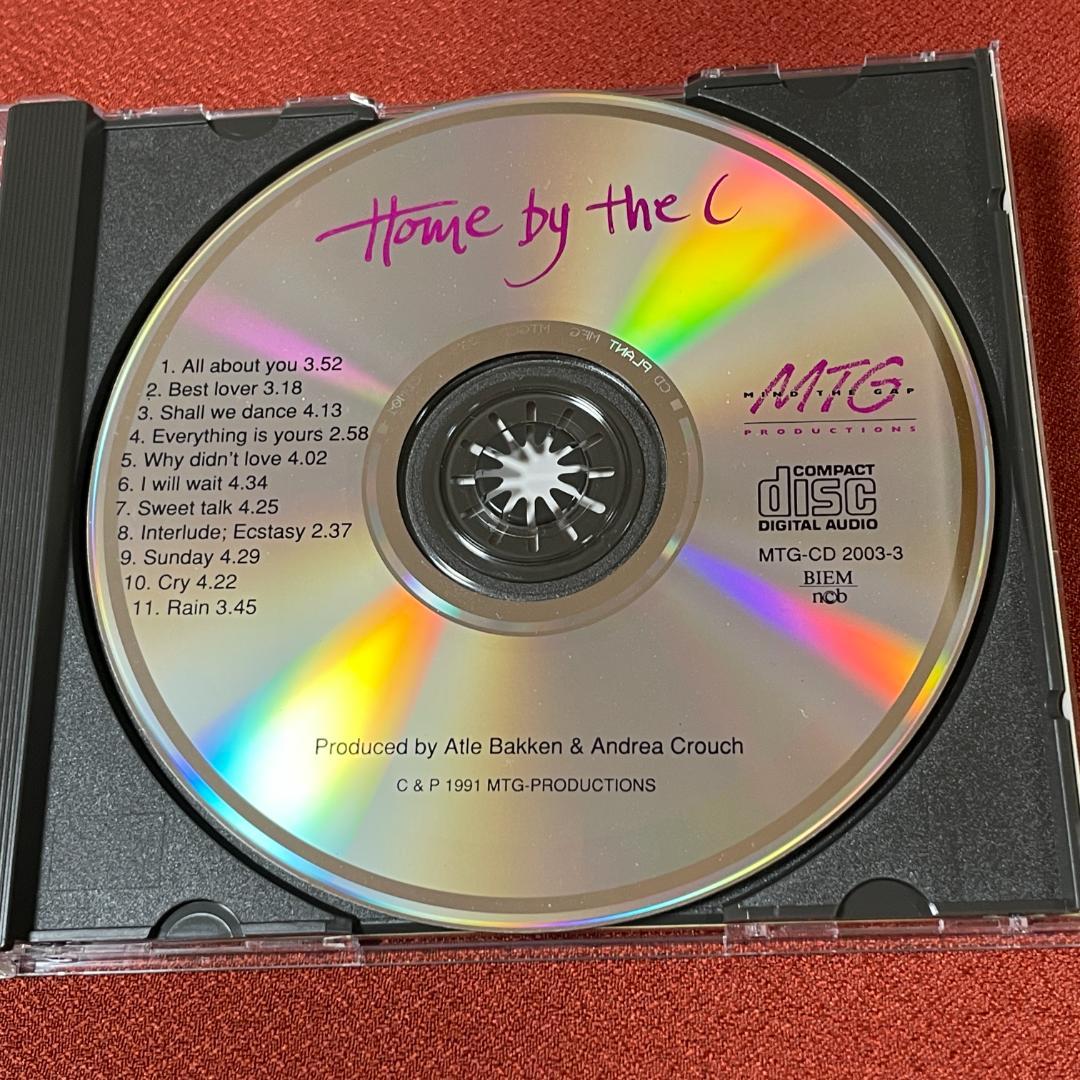 Home by the C
1. All about you 3.52
2. Best lover 3.18
3. Shall we dance 4.13
4. Everything is yours 2.58
5. Why didn't love 4.02
6. I will wait 4.34
7. Sweet talk 4.25
8. Interlude; Ecstasy 2.37
9. Sunday 4.29
10. Cry 4.22
11. Rain 3.45
MTG
MIND THE GAP
PRODUCTIONS
COMPACT
disc
DIGITAL AUDIO
MTG-CD 2003-3
BIEM
ncb
Produced by Atle Bakken & Andrea Crouch
C & P 1991 MTG-PRODUCTIONS
CD PLANT MFG